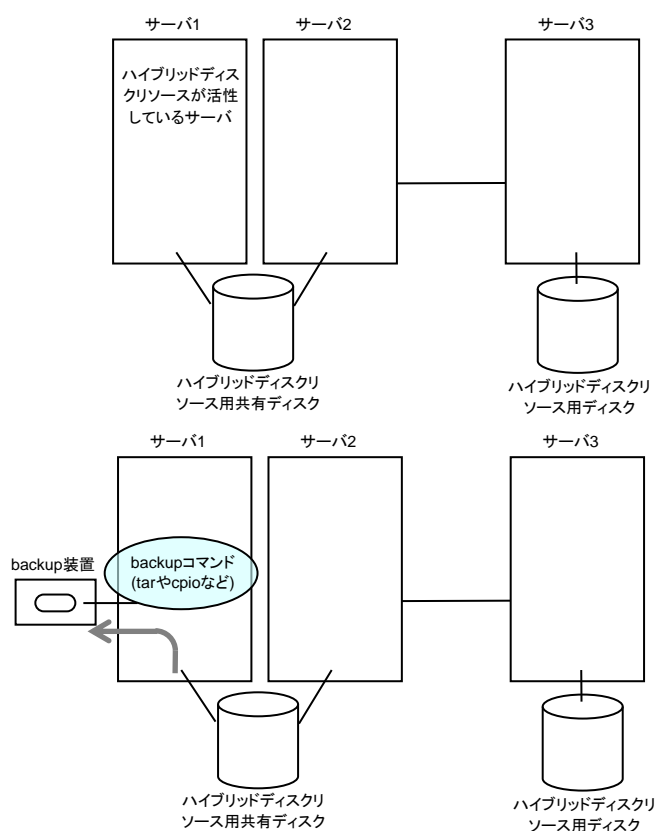 サーバ1
サーバ2
サーバ3
ハイブリッドディス
クリソースが活性
しているサーバ
ハイブリッドディスクリ
ソース用共有ディスク
ハイブリッドディスクリ
ソース用ディスク
サーバ1
サーバ2
サーバ3
backup装置
backupコマンド
(tarやcpioなど)
ハイブリッドディスクリ
ソース用共有ディスク
ハイブリッドディスクリ
ソース用ディスク